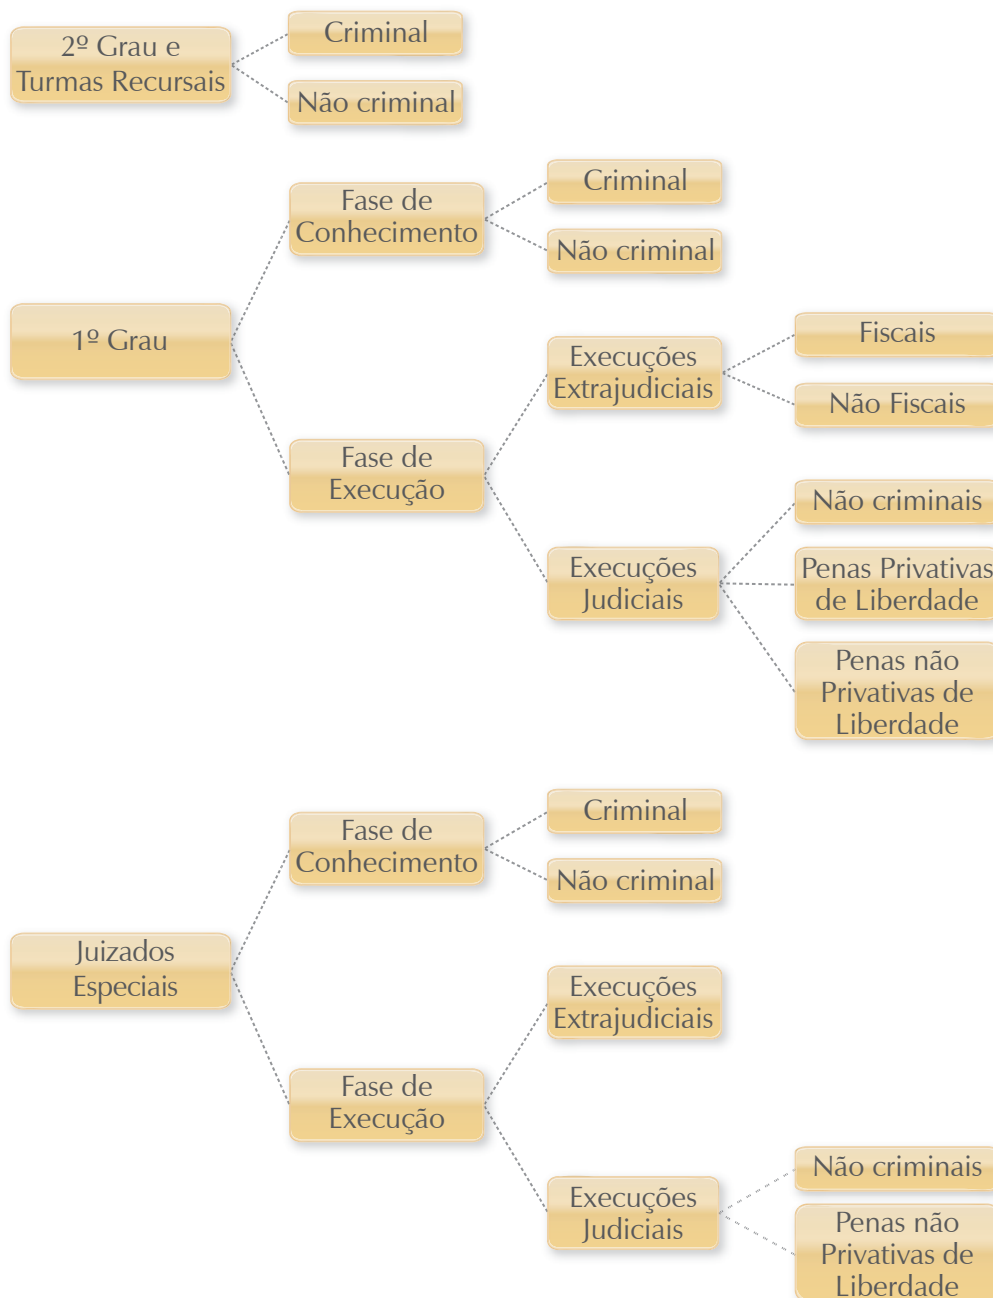 2º Grau e
Turmas Recursais
Criminal
Não criminal
1º Grau
Fase de
Conhecimento
Criminal
Não criminal
Fase de
Execução
Execuções
Extrajudiciais
Fiscais
Não Fiscais
Execuções
Judiciais
Não criminais
Penas Privativas
de Liberdade
Penas não
Privativas de
Liberdade
Juizados
Especiais
Fase de
Conhecimento
Criminal
Não criminal
Fase de
Execução
Execuções
Extrajudiciais
Execuções
Judiciais
Não criminais
Penas não
Privativas de
Liberdade